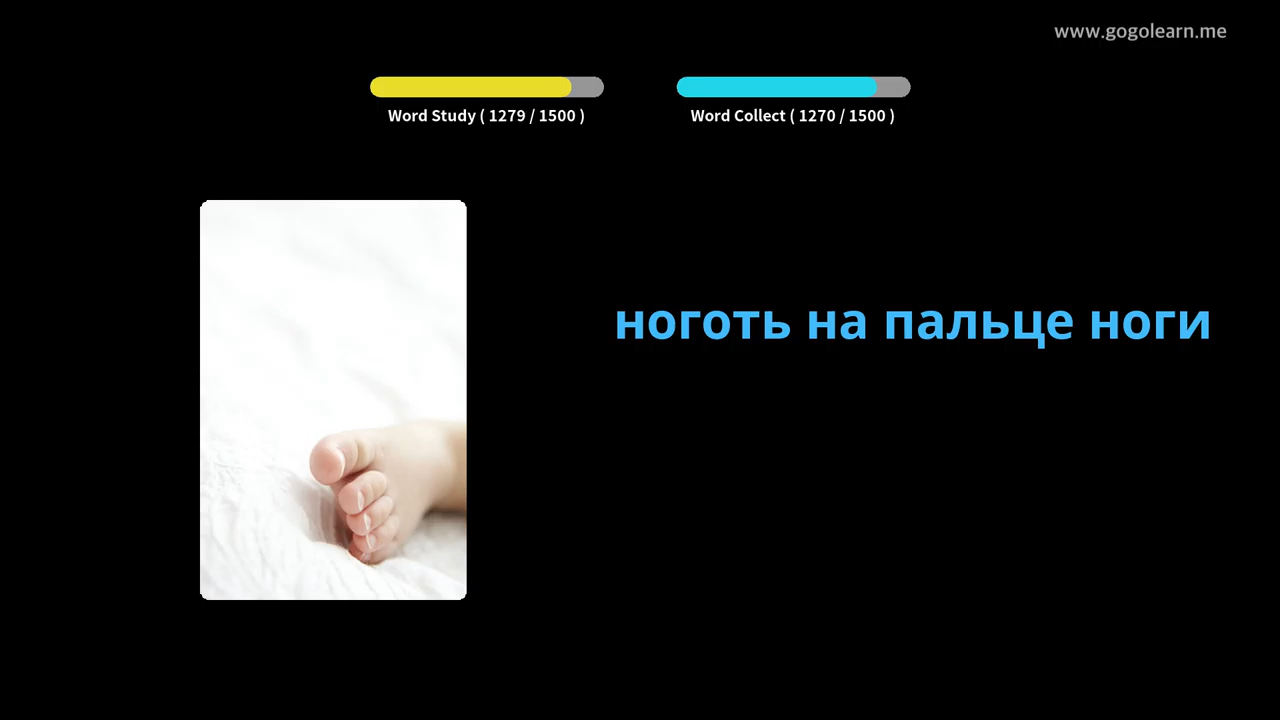 www.gogolearn.me
Word Study ( 1279 / 1500 )
Word Collect ( 1270 / 1500 )
ноготь на пальце ноги